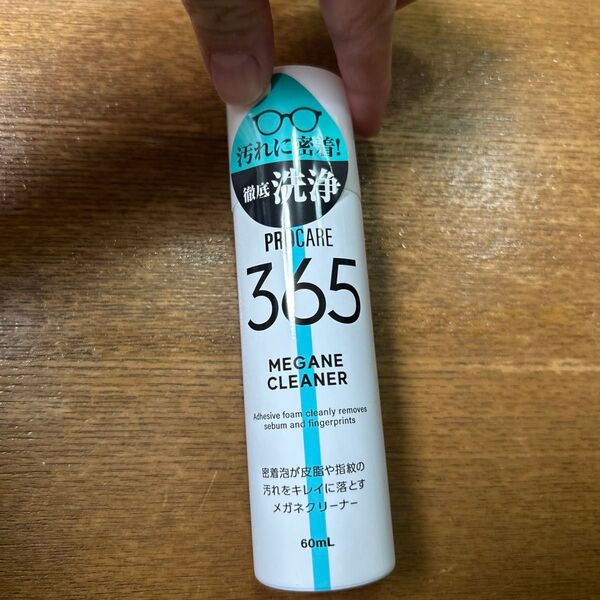 汚れに密着!
徹底 洗浄
PROCARE
365
MEGANE
CLEANER
Adhesive foam cleanly removes
sebum and fingerprints
密着泡が皮脂や指紋の
汚れをキレイに落とす
メガネクリーナー
60mL